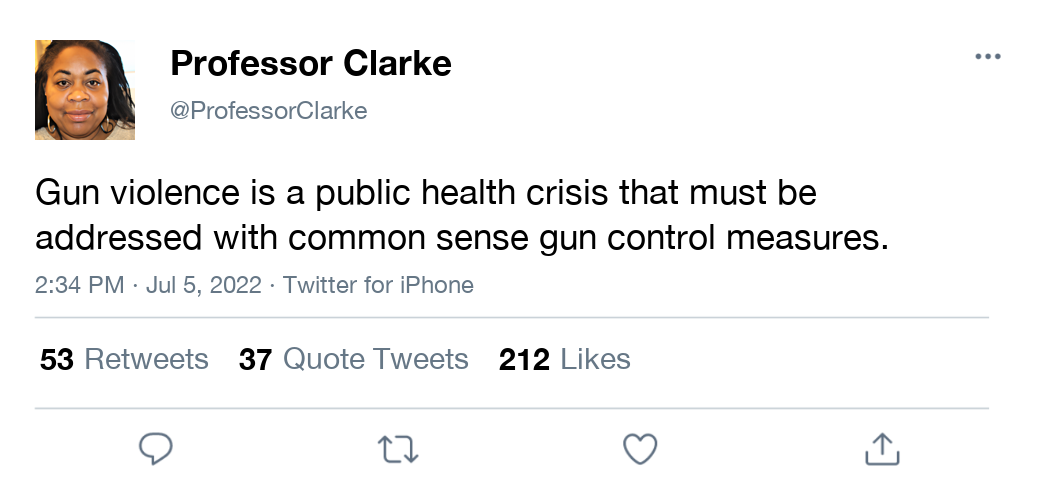 Professor Clarke
@ProfessorClarke
Gun violence is a public health crisis that must be
addressed with common sense gun control measures.
2:34 PM · Jul 5, 2022 · Twitter for iPhone
53 Retweets 37 Quote Tweets 212 Likes